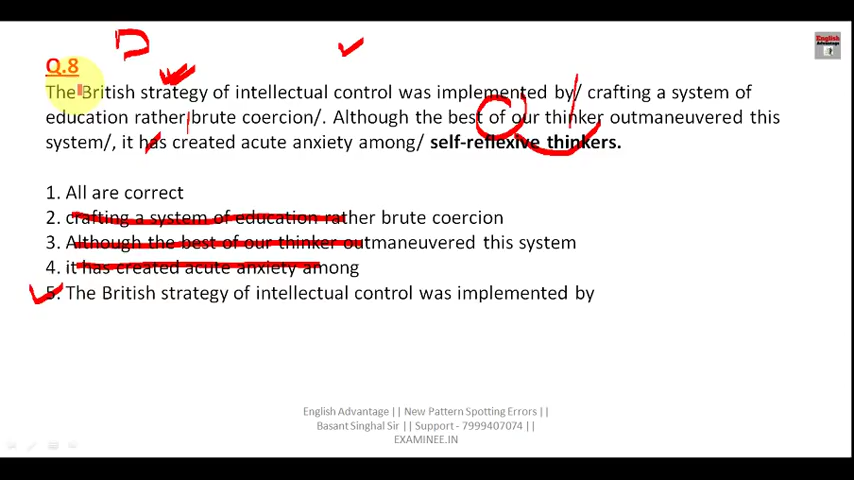 English
Advantage
Q.8
The British strategy of intellectual control was implemented by/ crafting a system of
education rather brute coercion/. Although the best of our thinker outmaneuvered this
system/, it has created acute anxiety among/ self-reflexive thinkers.
1. All are correct
2. crafting a system of education rather brute coercion
3. Although the best of our thinker outmaneuvered this system
4. it has created acute anxiety among
5. The British strategy of intellectual control was implemented by
English Advantage || New Pattern Spotting Errors ||
Basant Singhal Sir || Support - 7999407074 ||
EXAMINEE.IN